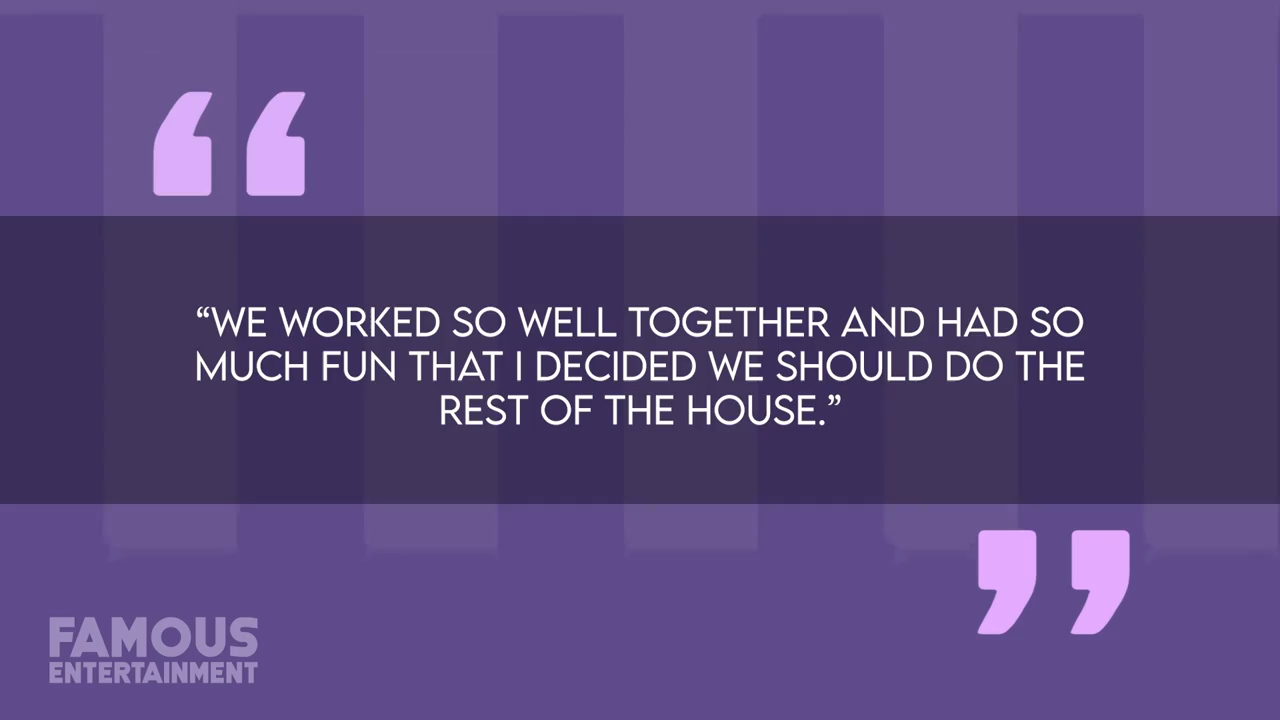 “WE WORKED SO WELL TOGETHER AND HAD SO
MUCH FUN THAT I DECIDED WE SHOULD DO THE
REST OF THE HOUSE.”
FAMOUS
ENTERTAINMENT